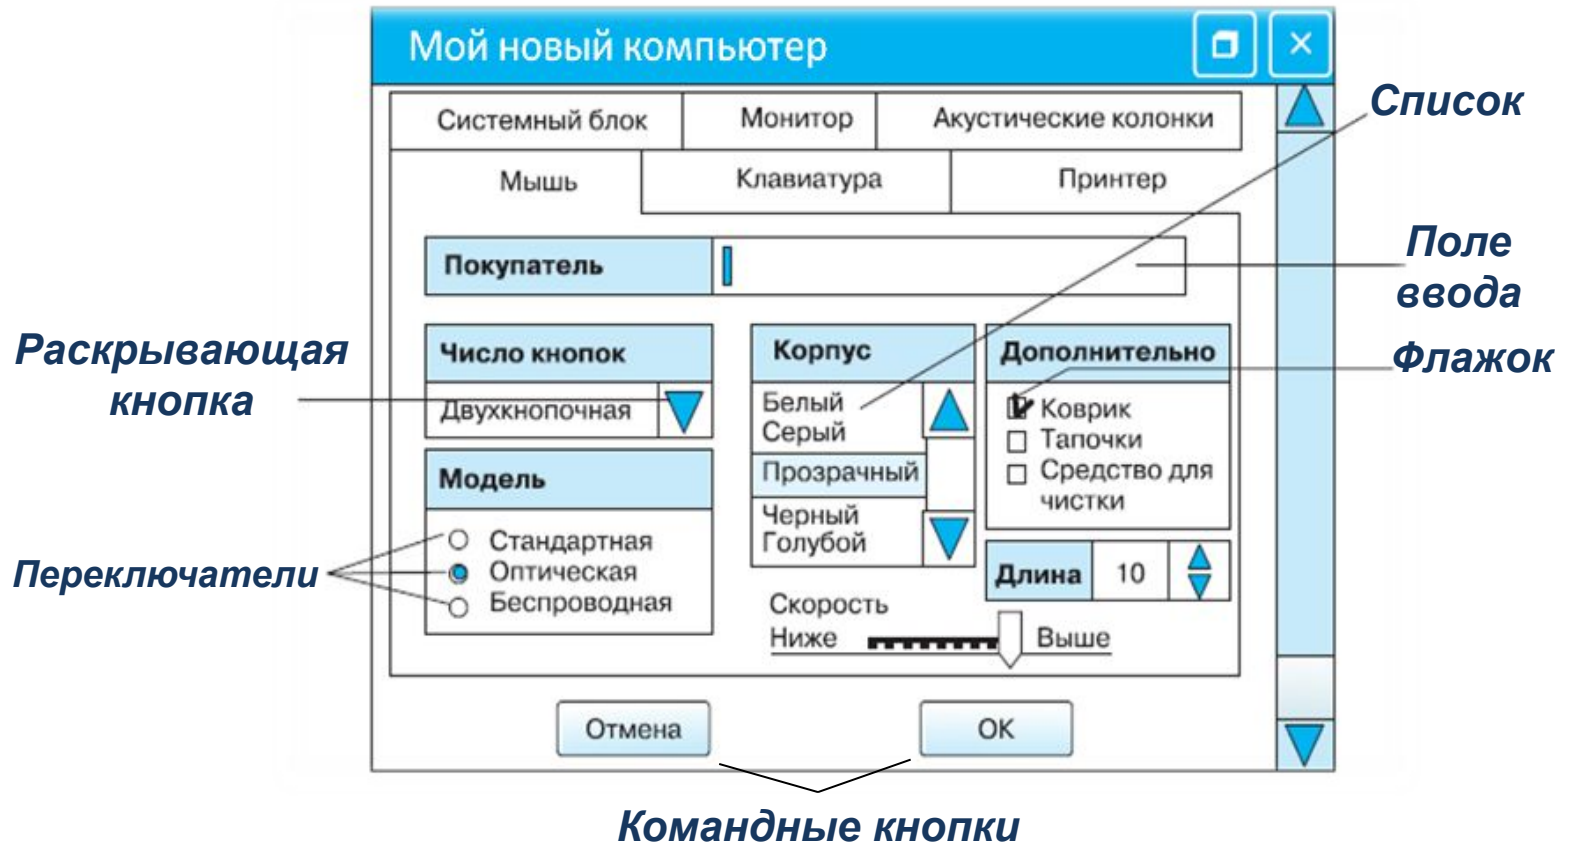 Мой новый компьютер
Список
Системный блок
Монитор
Акустические колонки
Мышь
Клавиатура
Принтер
Поле
ввода
Покупатель
Раскрывающая
кнопка
Число кнопок
Двухкнопочная
Корпус
Белый
Серый
Прозрачный
Черный
Голубой
Дополнительно
Флажок
Коврик
Тапочки
Средство для
чистки
Модель
Переключатели
Стандартная
Оптическая
Беспроводная
Длина
10
Скорость
Ниже
Выше
Отмена
ОК
Командные кнопки